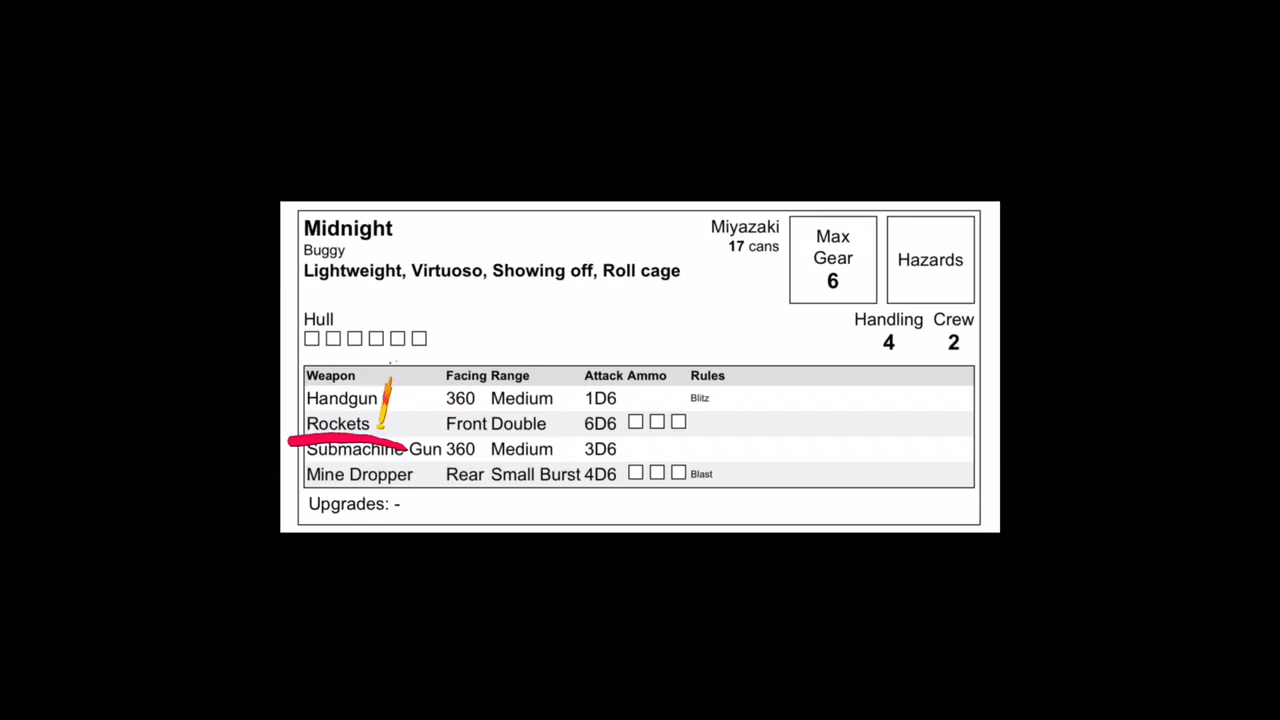 Midnight
Miyazaki
Buggy
17 cans
Lightweight, Virtuoso, Showing off, Roll cage
Max Gear 6
Hazards
Hull
Handling Crew
4 2
Weapon Facing Range Attack Ammo Rules
Handgun 360 Medium 1D6 Blitz
Rockets Front Double 6D6
Submachine Gun 360 Medium 3D6
Mine Dropper Rear Small Burst 4D6 Blast
Upgrades: -